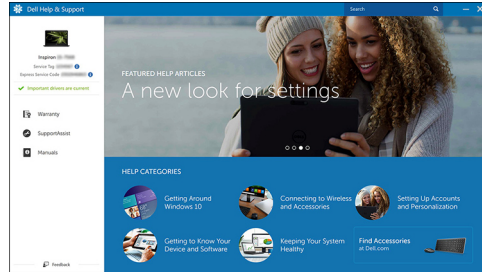 Dell Help & Support
Search
Inspiron
Service Tag
Express Service Code
Important drivers are current
Warranty
SupportAssist
Manuals
Feedback
FEATURED HELP ARTICLES
A new look for settings
HELP CATEGORIES
Getting Around
Windows 10
Connecting to Wireless
and Accessories
Setting Up Accounts
and Personalization
Getting to Know Your
Device and Software
Keeping Your System
Healthy
Find Accessories
at Dell.com